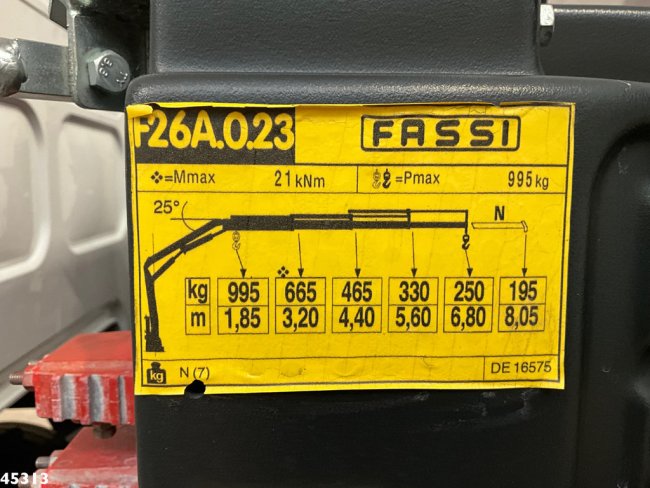 F26A.0.23 FASSI
❖=Mmax 21 kNm =Pmax 995 kg
25° N
❖
kg 995 665 465 330 250 195
m 1,85 3,20 4,40 5,60 6,80 8,05
kg N (7) DE 16575
45313